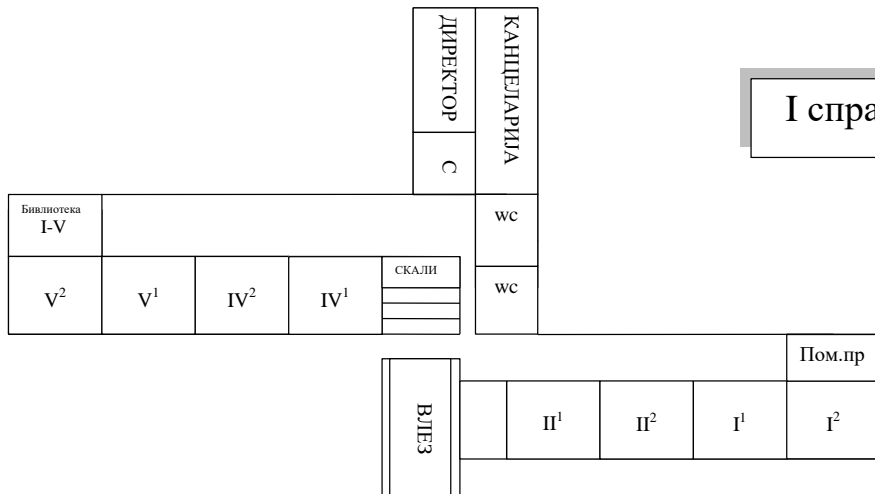 ДИРЕКТОР
КАНЦЕЛАРИЈА
С
I спра
Библиотека
I-V
wc
wc
СКАЛИ
V²
V¹
IV²
IV¹
Пом.пр
ВЛЕЗ
II¹
II²
I¹
I²